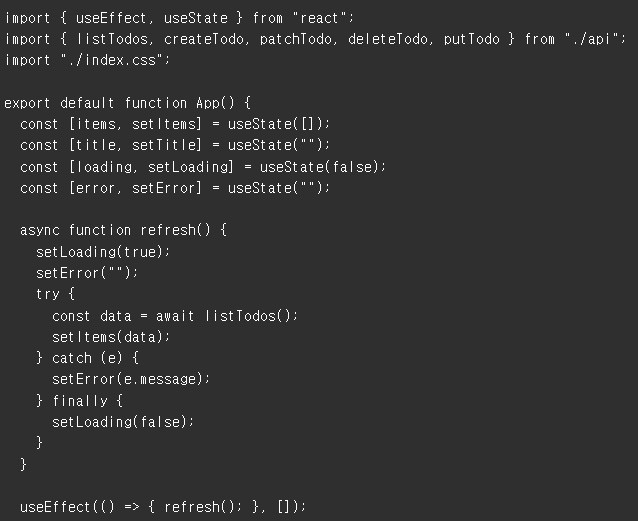 import { useEffect, useState } from "react";
import { listTodos, createTodo, patchTodo, deleteTodo, putTodo } from "./api";
import "./index.css";

export default function App() {
  const [items, setItems] = useState([]);
  const [title, setTitle] = useState("");
  const [loading, setLoading] = useState(false);
  const [error, setError] = useState("");

  async function refresh() {
    setLoading(true);
    setError("");
    try {
      const data = await listTodos();
      setItems(data);
    } catch (e) {
      setError(e.message);
    } finally {
      setLoading(false);
    }
  }

  useEffect(() => { refresh(); }, []);